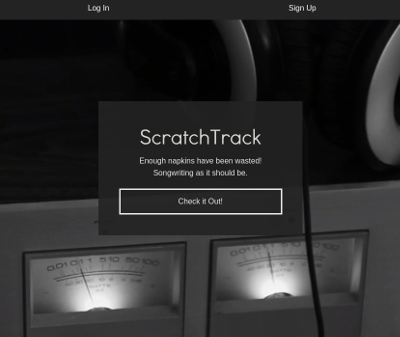 Log In
Sign Up
ScratchTrack
Enough napkins have been wasted!
Songwriting as it should be.
Check it Out!